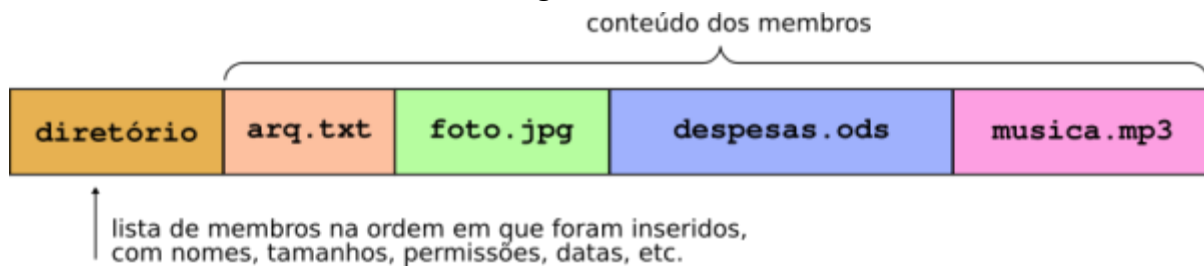 conteúdo dos membros
diretório arq.txt foto.jpg despesas.ods musica.mp3
lista de membros na ordem em que foram inseridos,
com nomes, tamanhos, permissões, datas, etc.